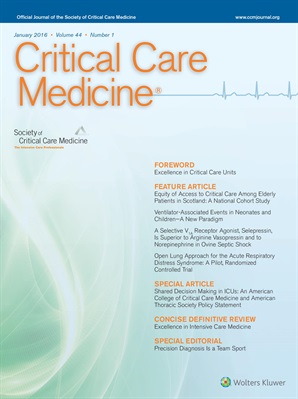 Official Journal of the Society of Critical Care Medicine
www.ccmjournal.org
January 2016 • Volume 44 • Number 1
Critical Care
Medicine®
Society of
Critical Care Medicine
The Intensive Care Professionals
FOREWORD
Excellence in Critical Care Units
FEATURE ARTICLE
Equity of Access to Critical Care Among Elderly
Patients in Scotland: A National Cohort Study
Ventilator-Associated Events in Neonates and
Children–A New Paradigm
A Selective V1a Receptor Agonist, Selepressin,
Is Superior to Arginine Vasopressin and to
Norepinephrine in Ovine Septic Shock
Open Lung Approach for the Acute Respiratory
Distress Syndrome: A Pilot, Randomized
Controlled Trial
SPECIAL ARTICLE
Shared Decision Making in ICUs: An American
College of Critical Care Medicine and American
Thoracic Society Policy Statement
CONCISE DEFINITIVE REVIEW
Excellence in Intensive Care Medicine
SPECIAL EDITORIAL
Precision Diagnosis Is a Team Sport
Wolters Kluwer